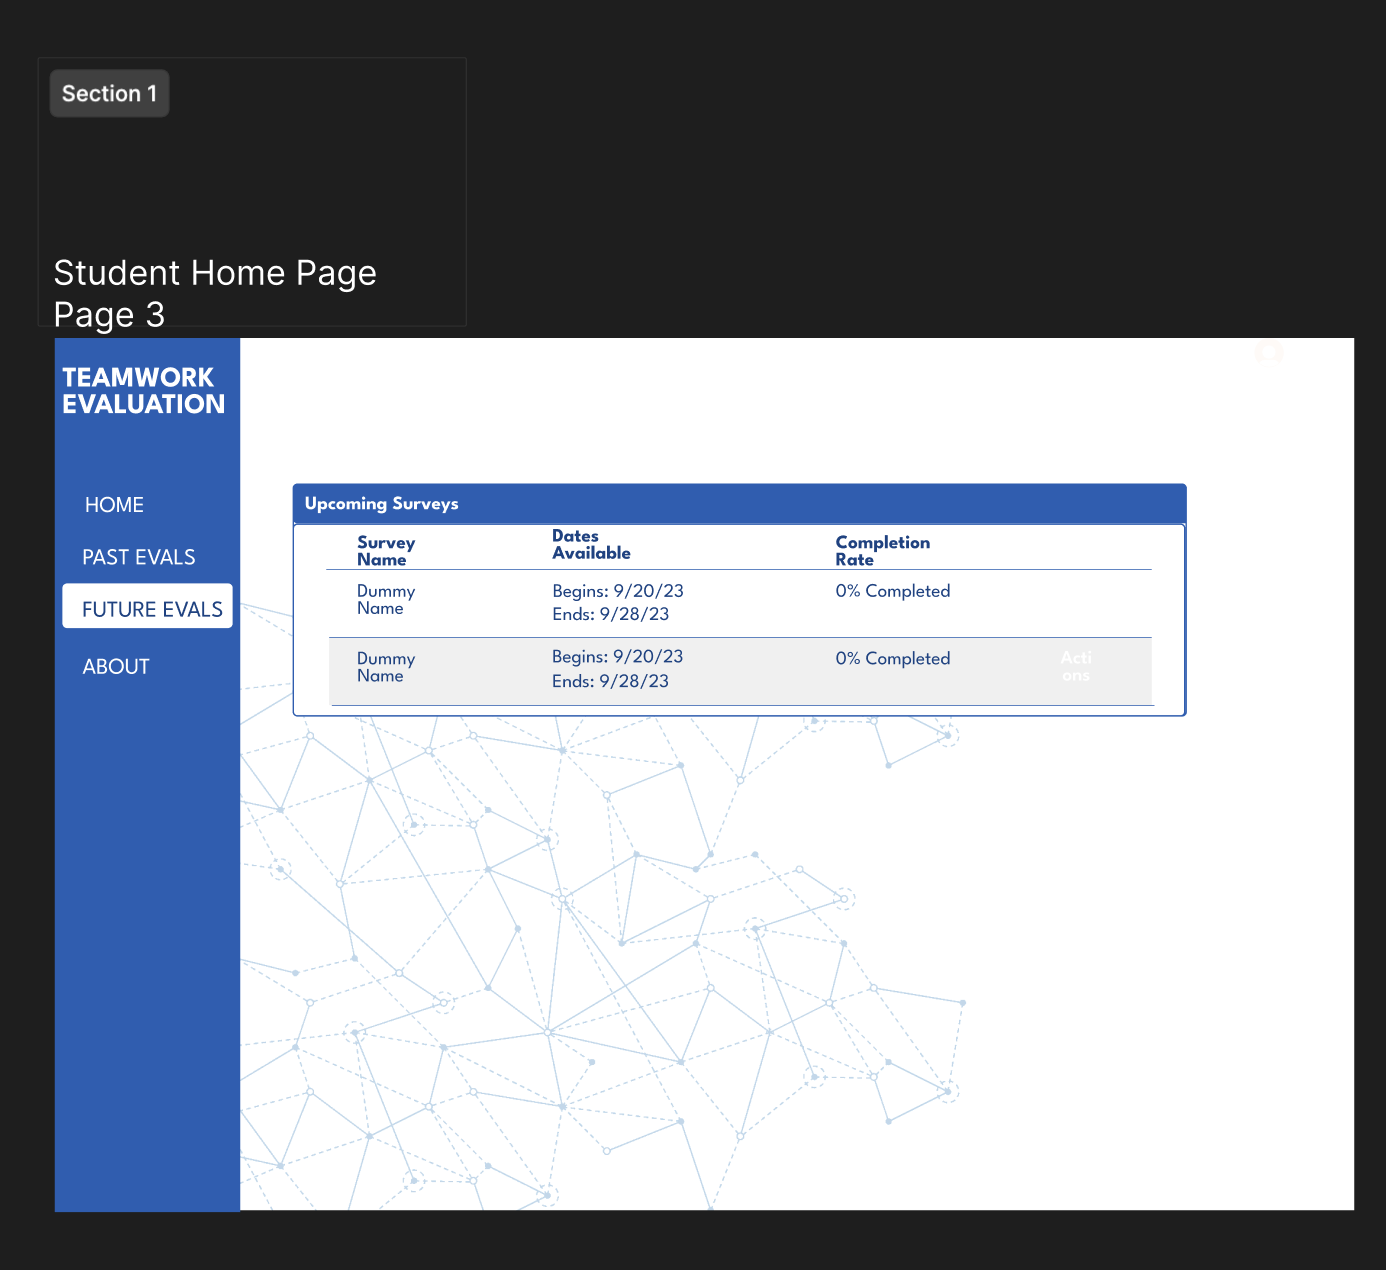 Section 1
Student Home Page
Page 3
TEAMWORK
EVALUATION
HOME
PAST EVALS
FUTURE EVALS
ABOUT
Upcoming Surveys
Survey
Name
Dates
Available
Completion
Rate
Dummy
Name
Begins: 9/20/23
Ends: 9/28/23
0% Completed
Dummy
Name
Begins: 9/20/23
Ends: 9/28/23
0% Completed
Acti
ons